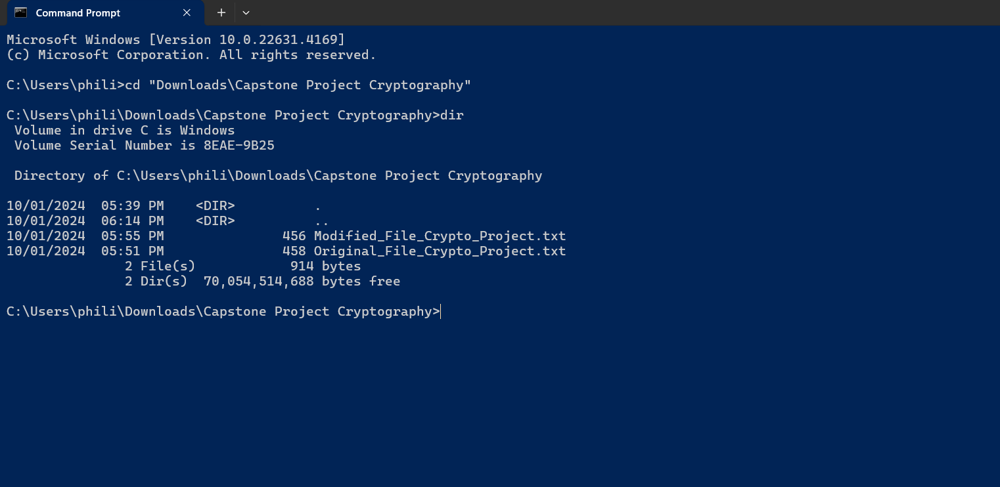 Command Prompt
Microsoft Windows [Version 10.0.22631.4169]
(c) Microsoft Corporation. All rights reserved.
C:\Users\phili>cd "Downloads\Capstone Project Cryptography"
C:\Users\phili\Downloads\Capstone Project Cryptography>dir
 Volume in drive C is Windows
 Volume Serial Number is 8EAE-9B25
 Directory of C:\Users\phili\Downloads\Capstone Project Cryptography
10/01/2024  05:39 PM    <DIR>          .
10/01/2024  06:14 PM    <DIR>          ..
10/01/2024  05:55 PM               456 Modified_File_Crypto_Project.txt
10/01/2024  05:51 PM               458 Original_File_Crypto_Project.txt
               2 File(s)            914 bytes
               2 Dir(s)  70,054,514,688 bytes free
C:\Users\phili\Downloads\Capstone Project Cryptography>